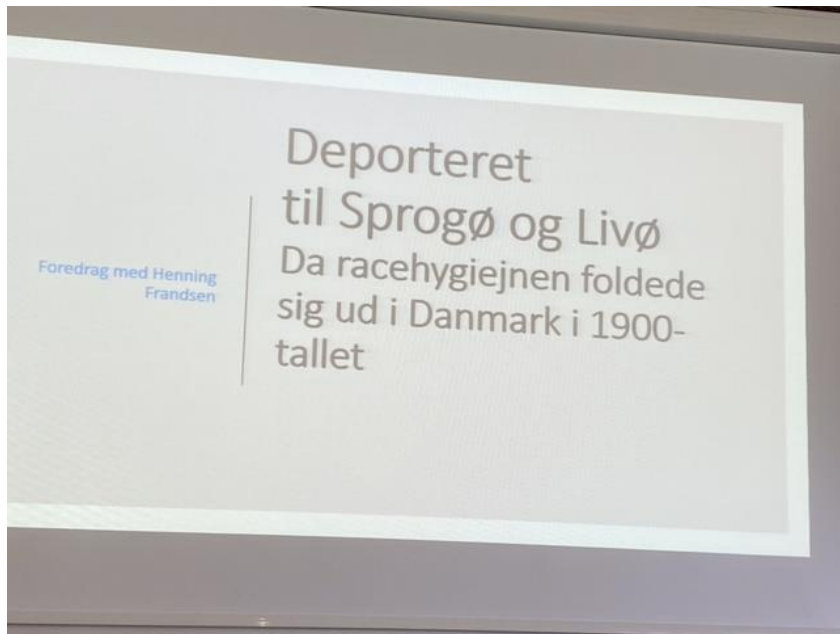 Foredrag med Henning
Frandsen
Deporteret
til Sprogø og Livø
Da racehygiejnen foldede
sig ud i Danmark i 1900-
tallet